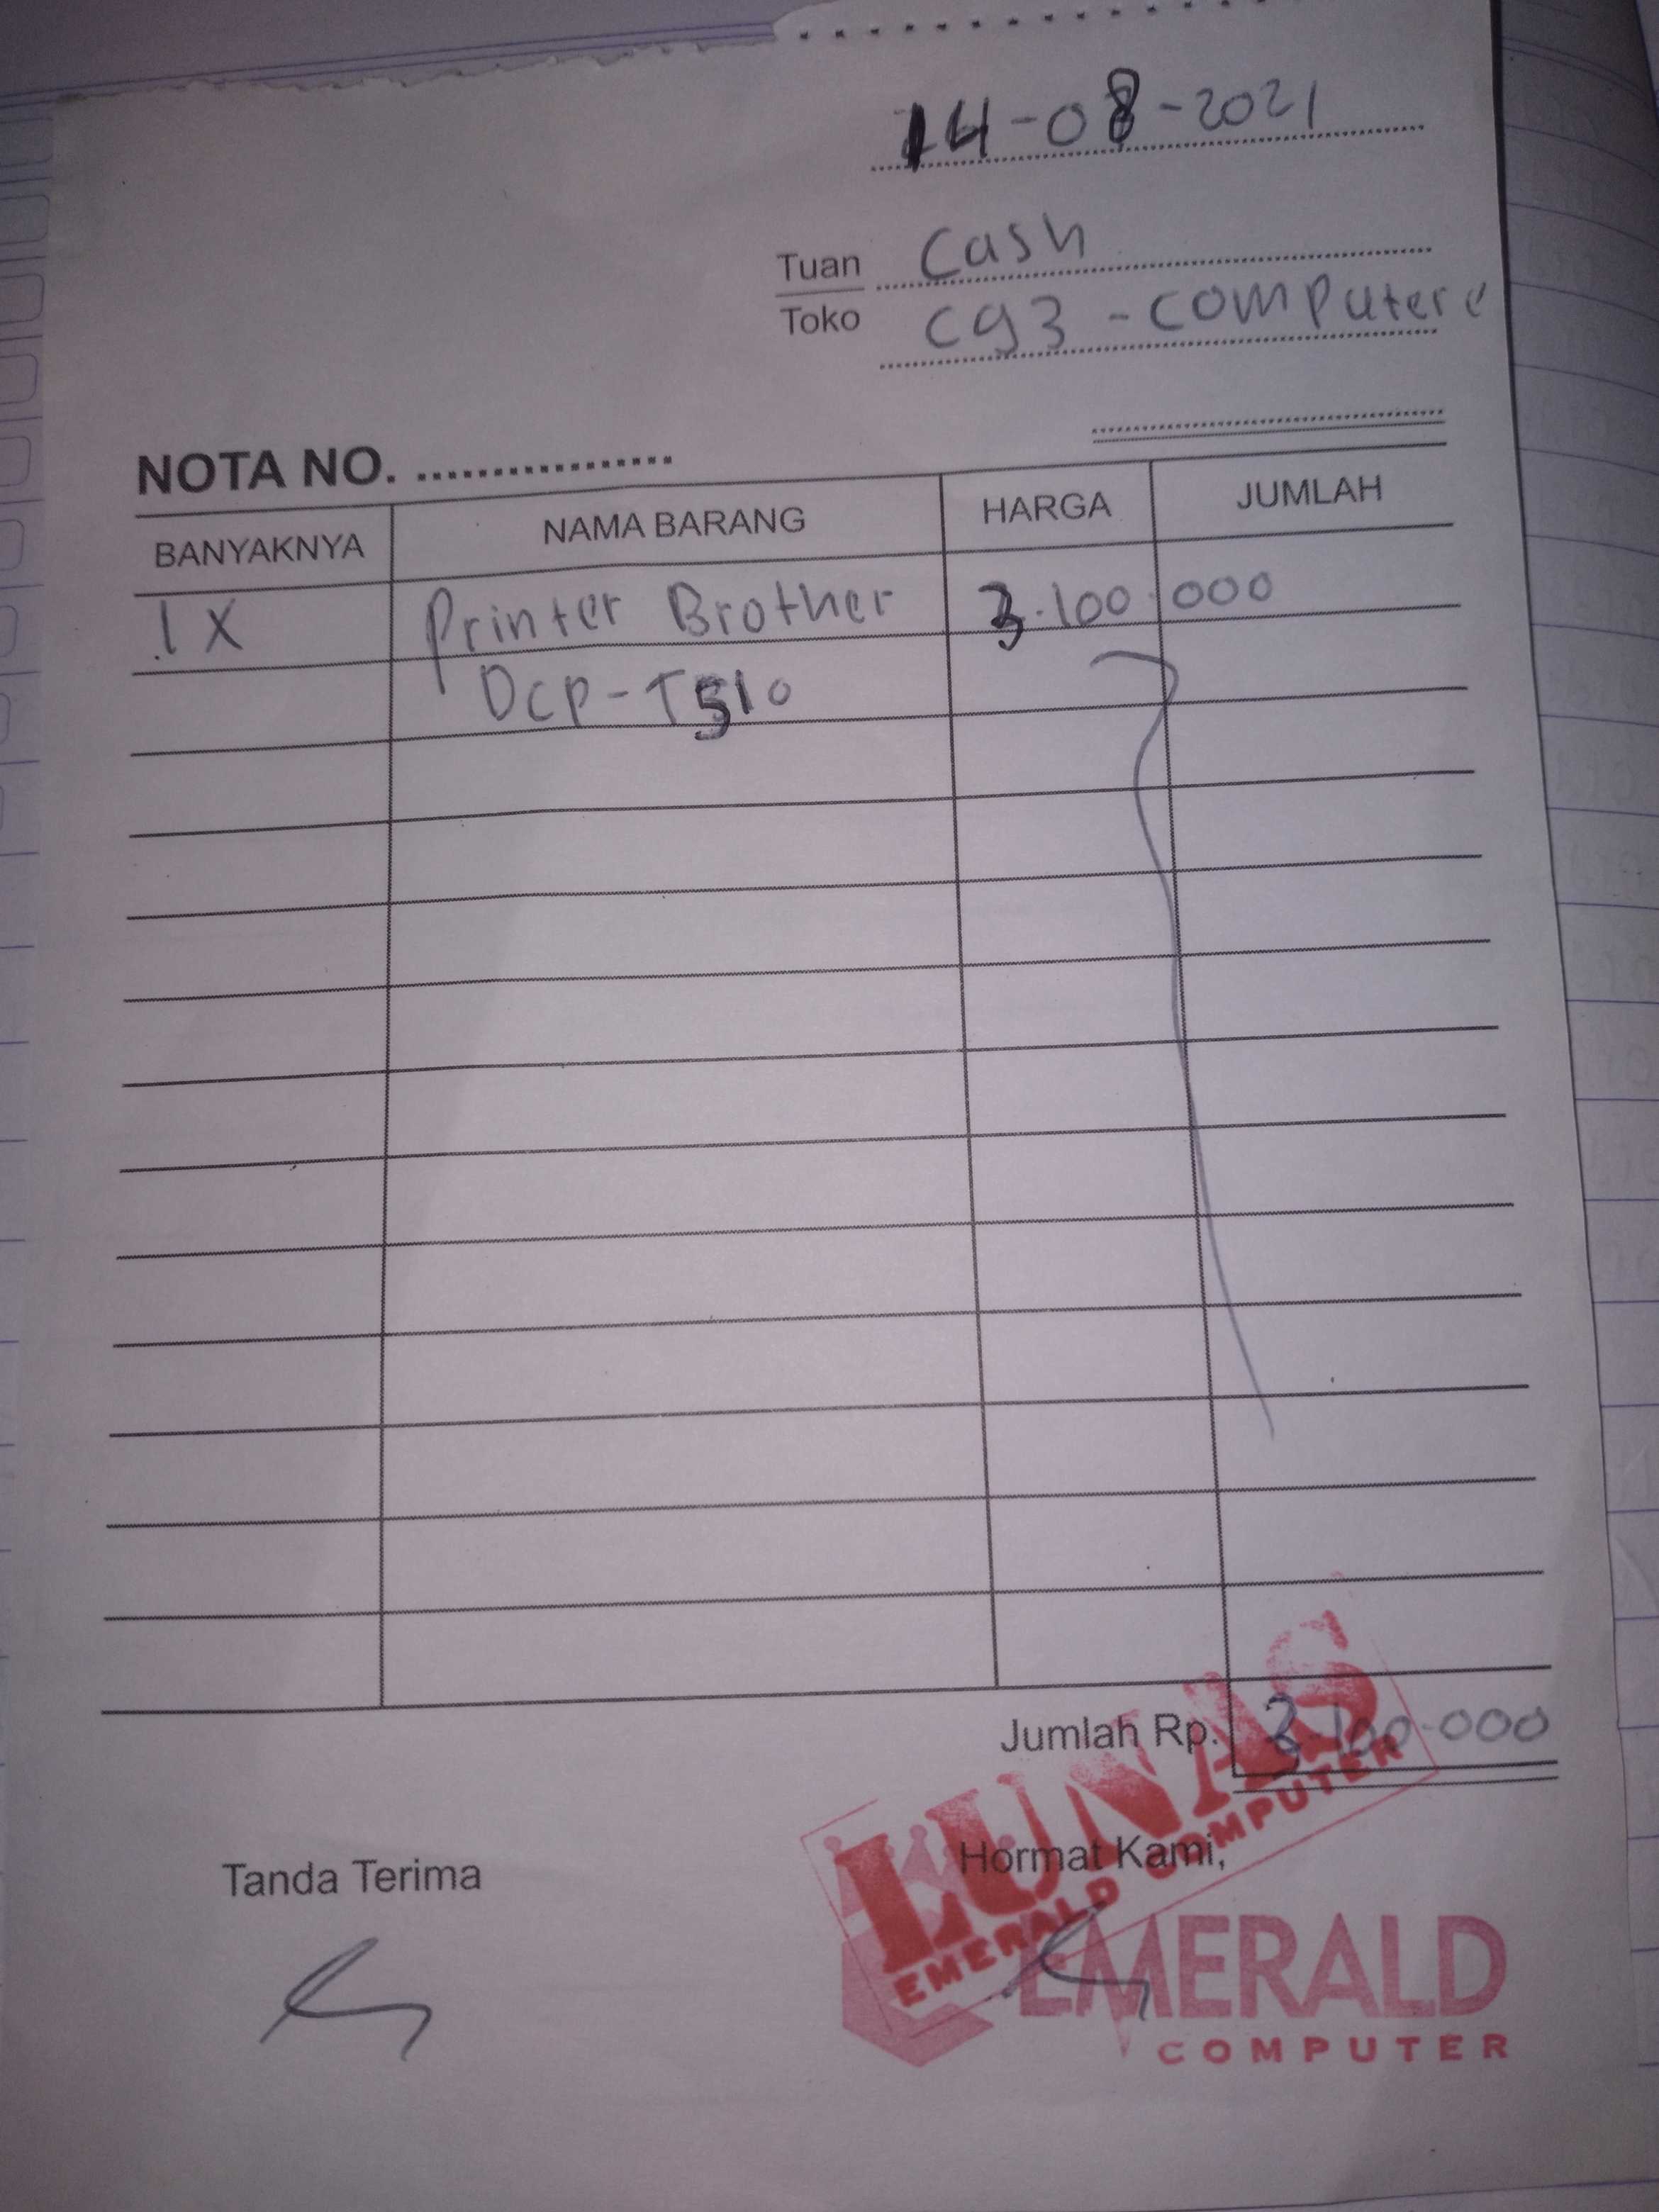 14-08-2021
Tuan Cash
Toko cg3-computere
NOTA NO. .................
BANYAKNYA NAMA BARANG HARGA JUMLAH
1 X Printer Brother 3.100.000
DCP-T510
Jumlah Rp. 3.100.000
LUNAS
EMERALD COMPUTER
Tanda Terima Hormat Kami,
EMERALD
COMPUTER